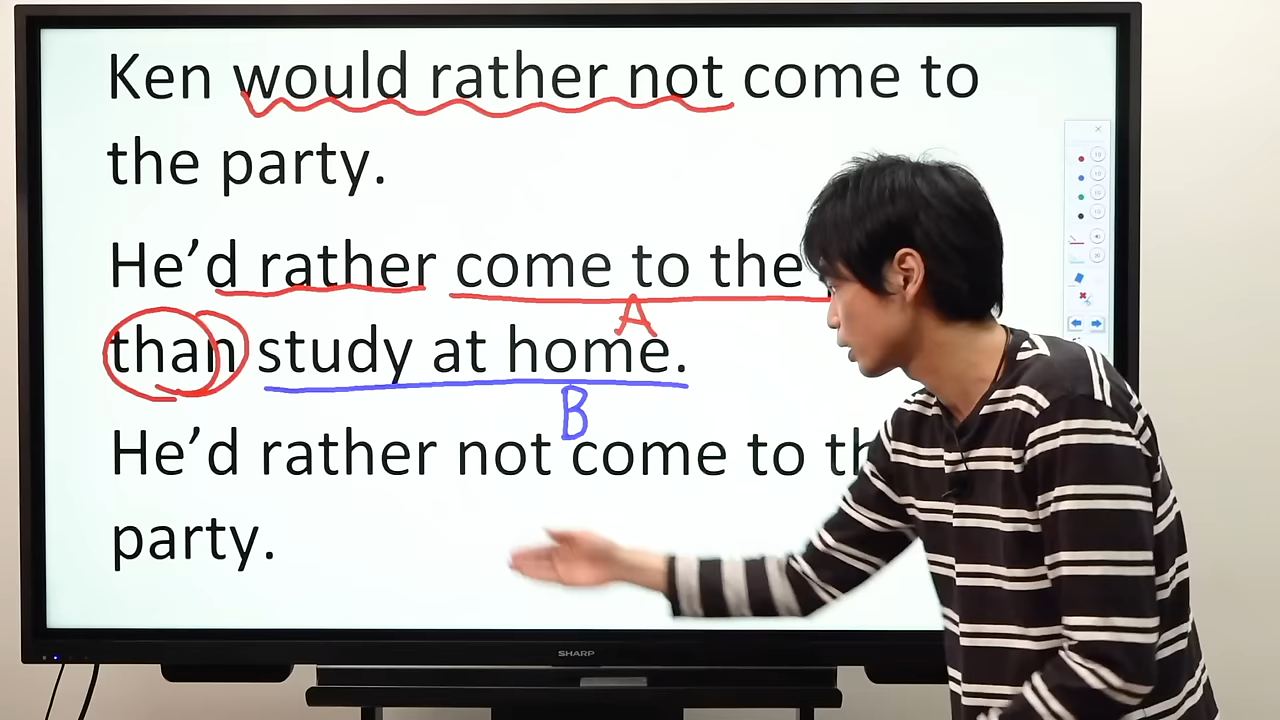 Ken would rather not come to
the party.
He'd rather come to the
A
than study at home.
B
He'd rather not come to
party.
SHARP